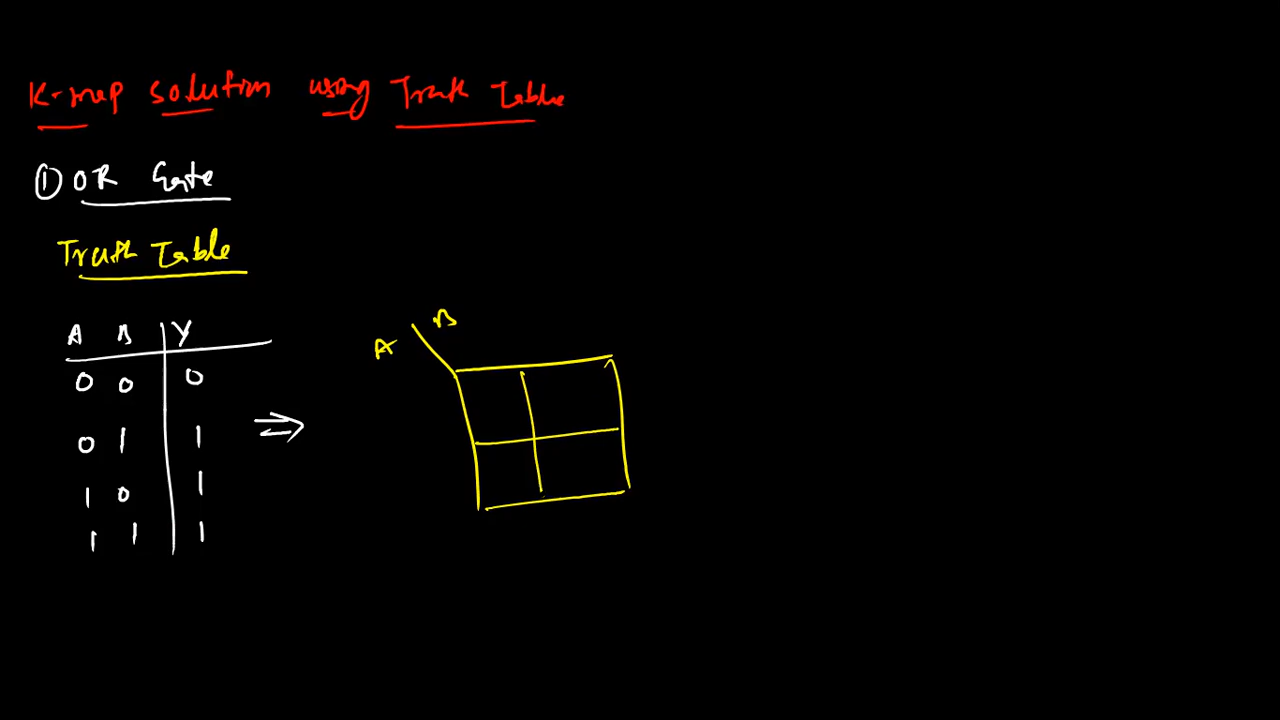 K-map solution using Truth Table
① OR Gate
Truth Table
A B Y
0 0 0
0 1 1
1 0 1
1 1 1
B
A